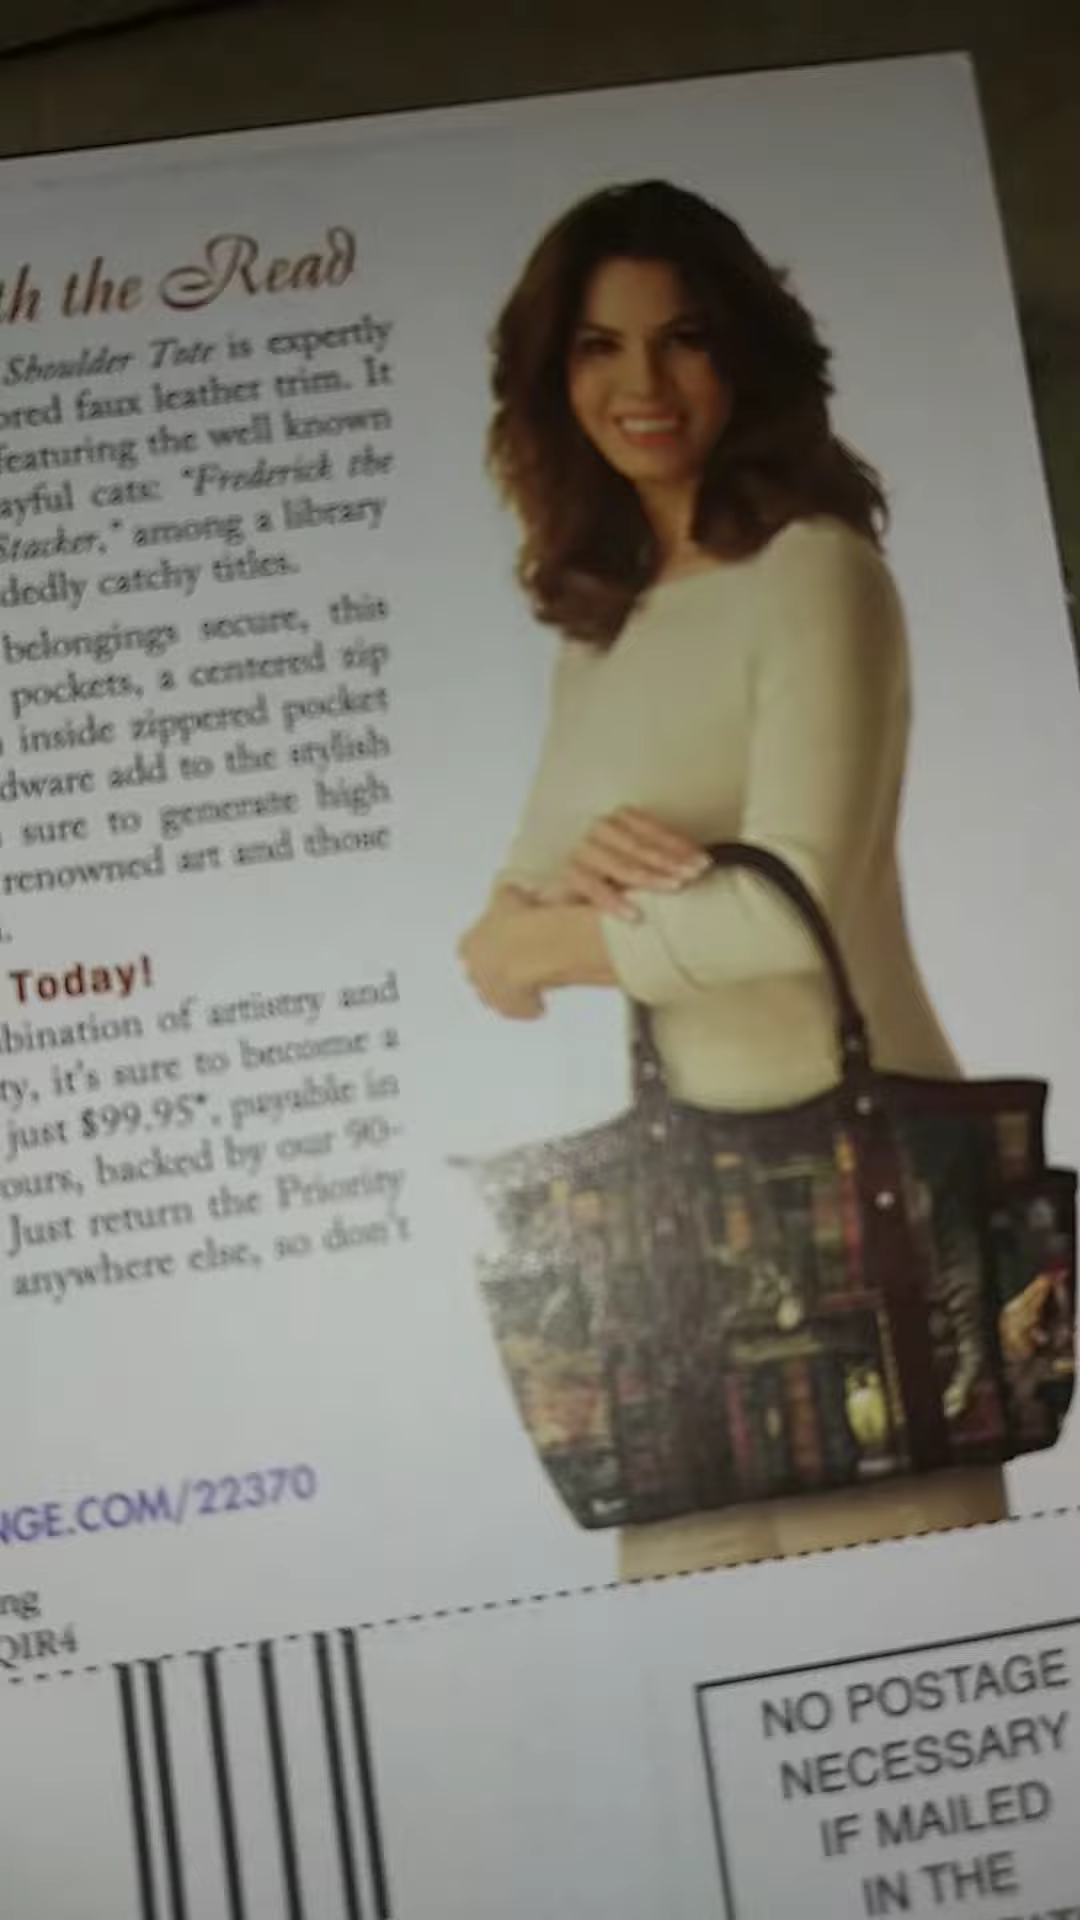 th the Read
Shoulder Tote is expertly
ored faux leather trim. It
featuring the well known
ayful cats: "Frederick the
Stacker," among a library
dedly catchy titles.
belongings secure, this
pockets, a centered zip
inside zippered pocket
dware add to the stylish
sure to generate high
renowned art and those
Today!
bination of artistry and
ty, it's sure to become a
just $99.95*, payable in
ours, backed by our 90-
Just return the Priority
anywhere else, so don't
NGE.COM/22370
ng
QIR4
NO POSTAGE
NECESSARY
IF MAILED
IN THE